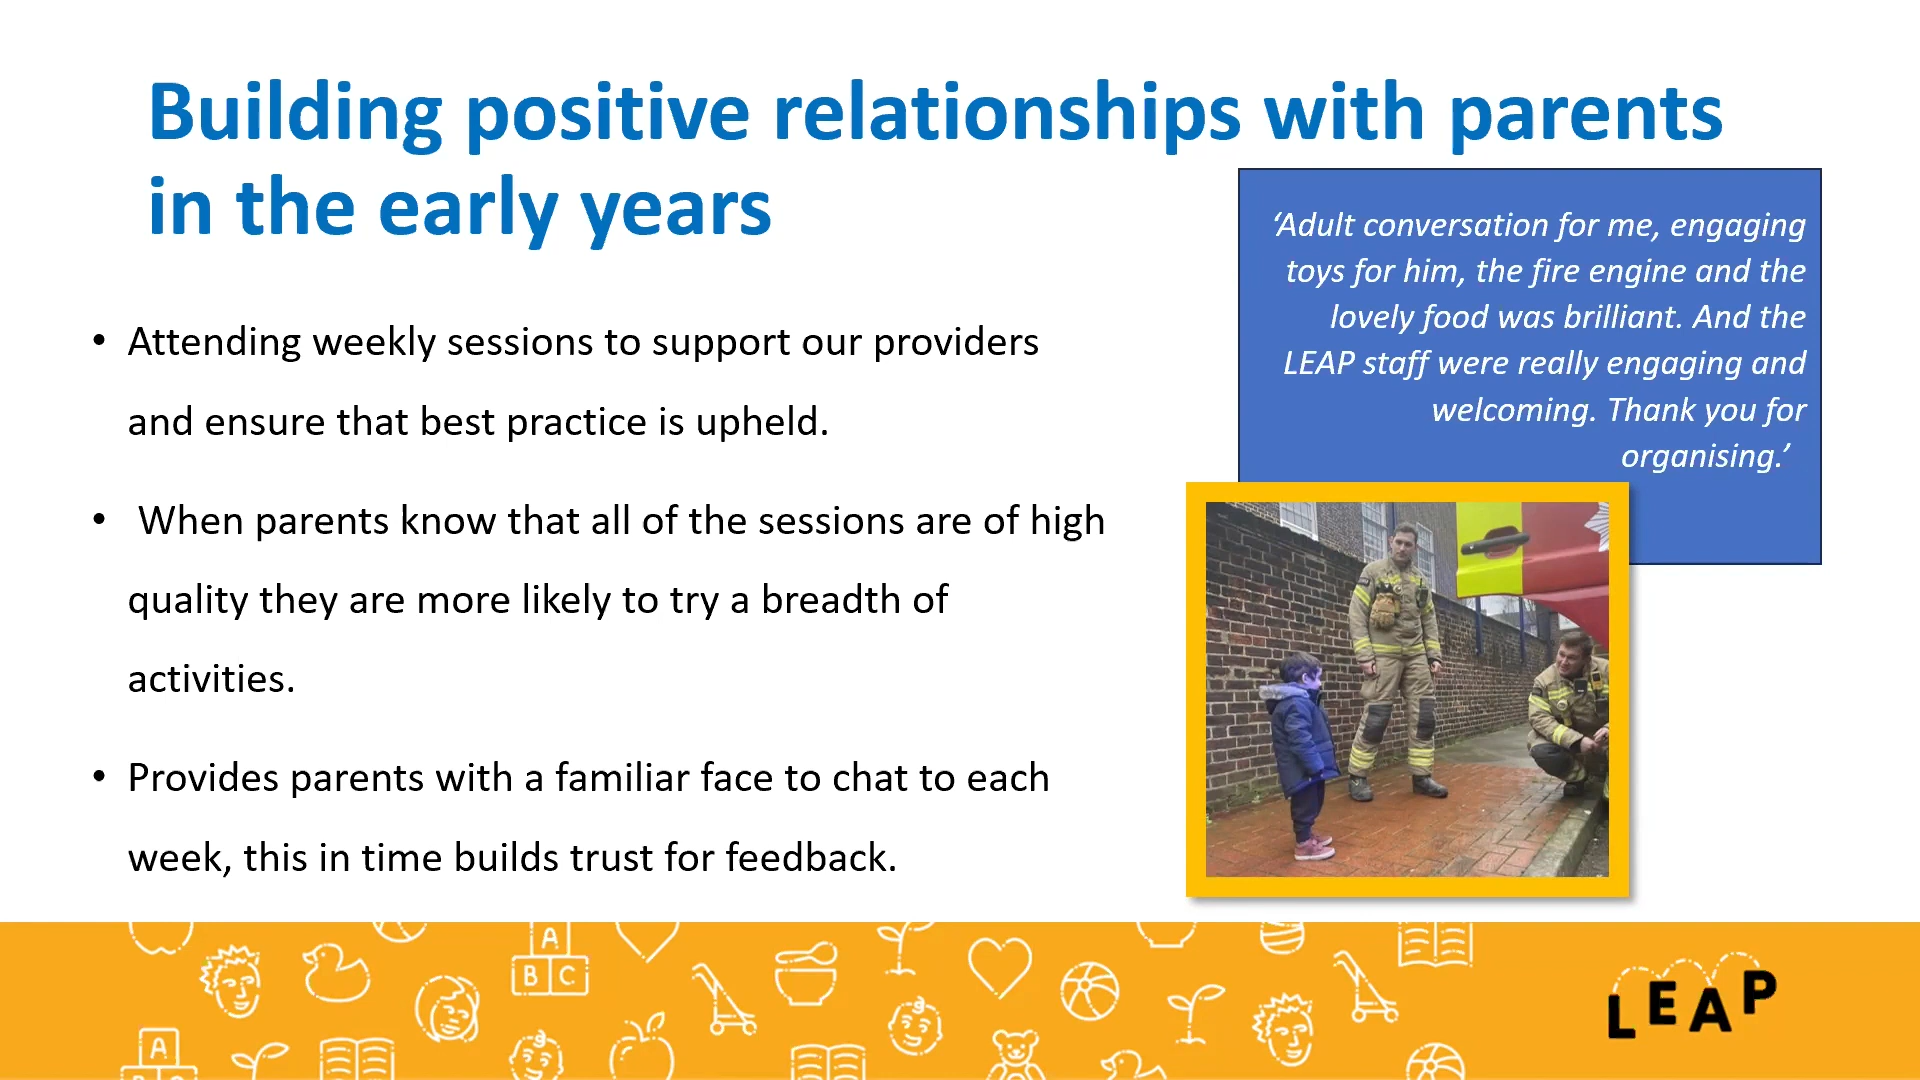 Building positive relationships with parents
in the early years
‘Adult conversation for me, engaging
toys for him, the fire engine and the
lovely food was brilliant. And the
LEAP staff were really engaging and
welcoming. Thank you for
organising.’
• Attending weekly sessions to support our providers
and ensure that best practice is upheld.
• When parents know that all of the sessions are of high
quality they are more likely to try a breadth of
activities.
• Provides parents with a familiar face to chat to each
week, this in time builds trust for feedback.
A
B C
A
LEAP